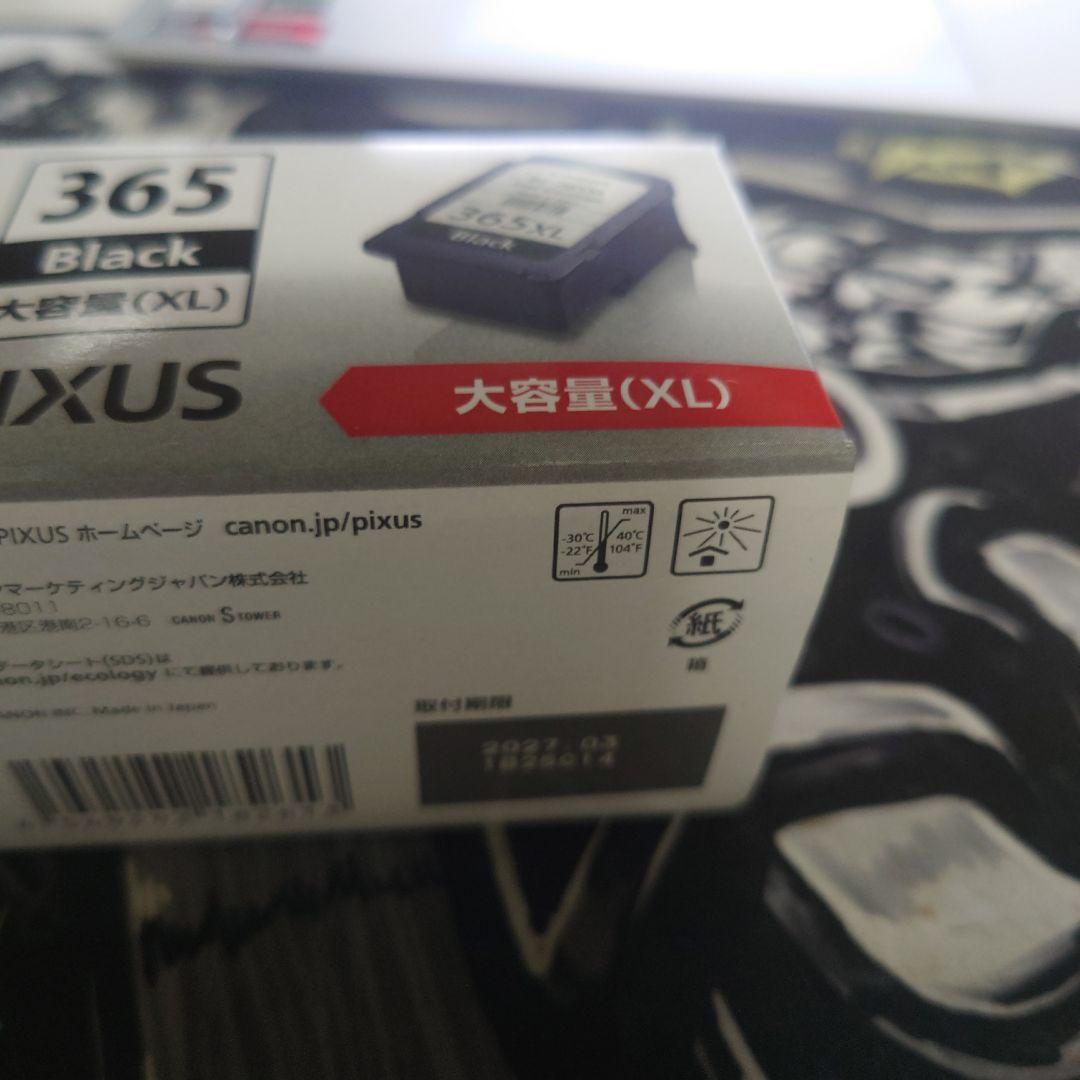 365
Black
大容量(XL)
PIXUS
365XL
Black
大容量(XL)
PIXUS ホームページ canon.jp/pixus
マーケティングジャパン株式会社
8011
港区港南2-16-6 CANON S TOWER
データシート(SDS)は
non.jp/ecology にて提供しております。
Made in Japan
max
-30℃ 40℃
-22°F 104°F
min
紙
箱
取付期限
2027.03